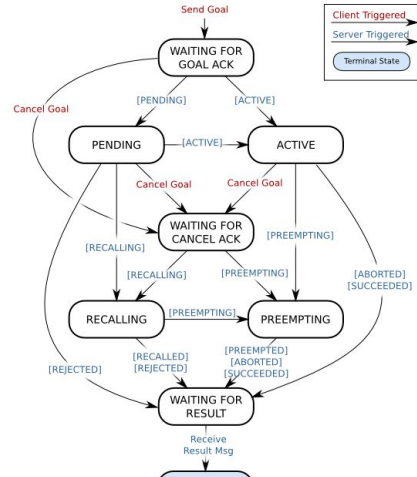 Send Goal
Client Triggered
Server Triggered
Terminal State
WAITING FOR
GOAL ACK
Cancel Goal
[PENDING]
[ACTIVE]
PENDING
[ACTIVE]
ACTIVE
Cancel Goal
Cancel Goal
WAITING FOR
CANCEL ACK
[RECALLING]
[PREEMPTING]
[RECALLING]
[PREEMPTING]
[ABORTED]
[SUCCEEDED]
RECALLING
[PREEMPTING]
PREEMPTING
[RECALLED]
[REJECTED]
[PREEMPTED]
[ABORTED]
[SUCCEEDED]
[REJECTED]
WAITING FOR
RESULT
Receive
Result Msg